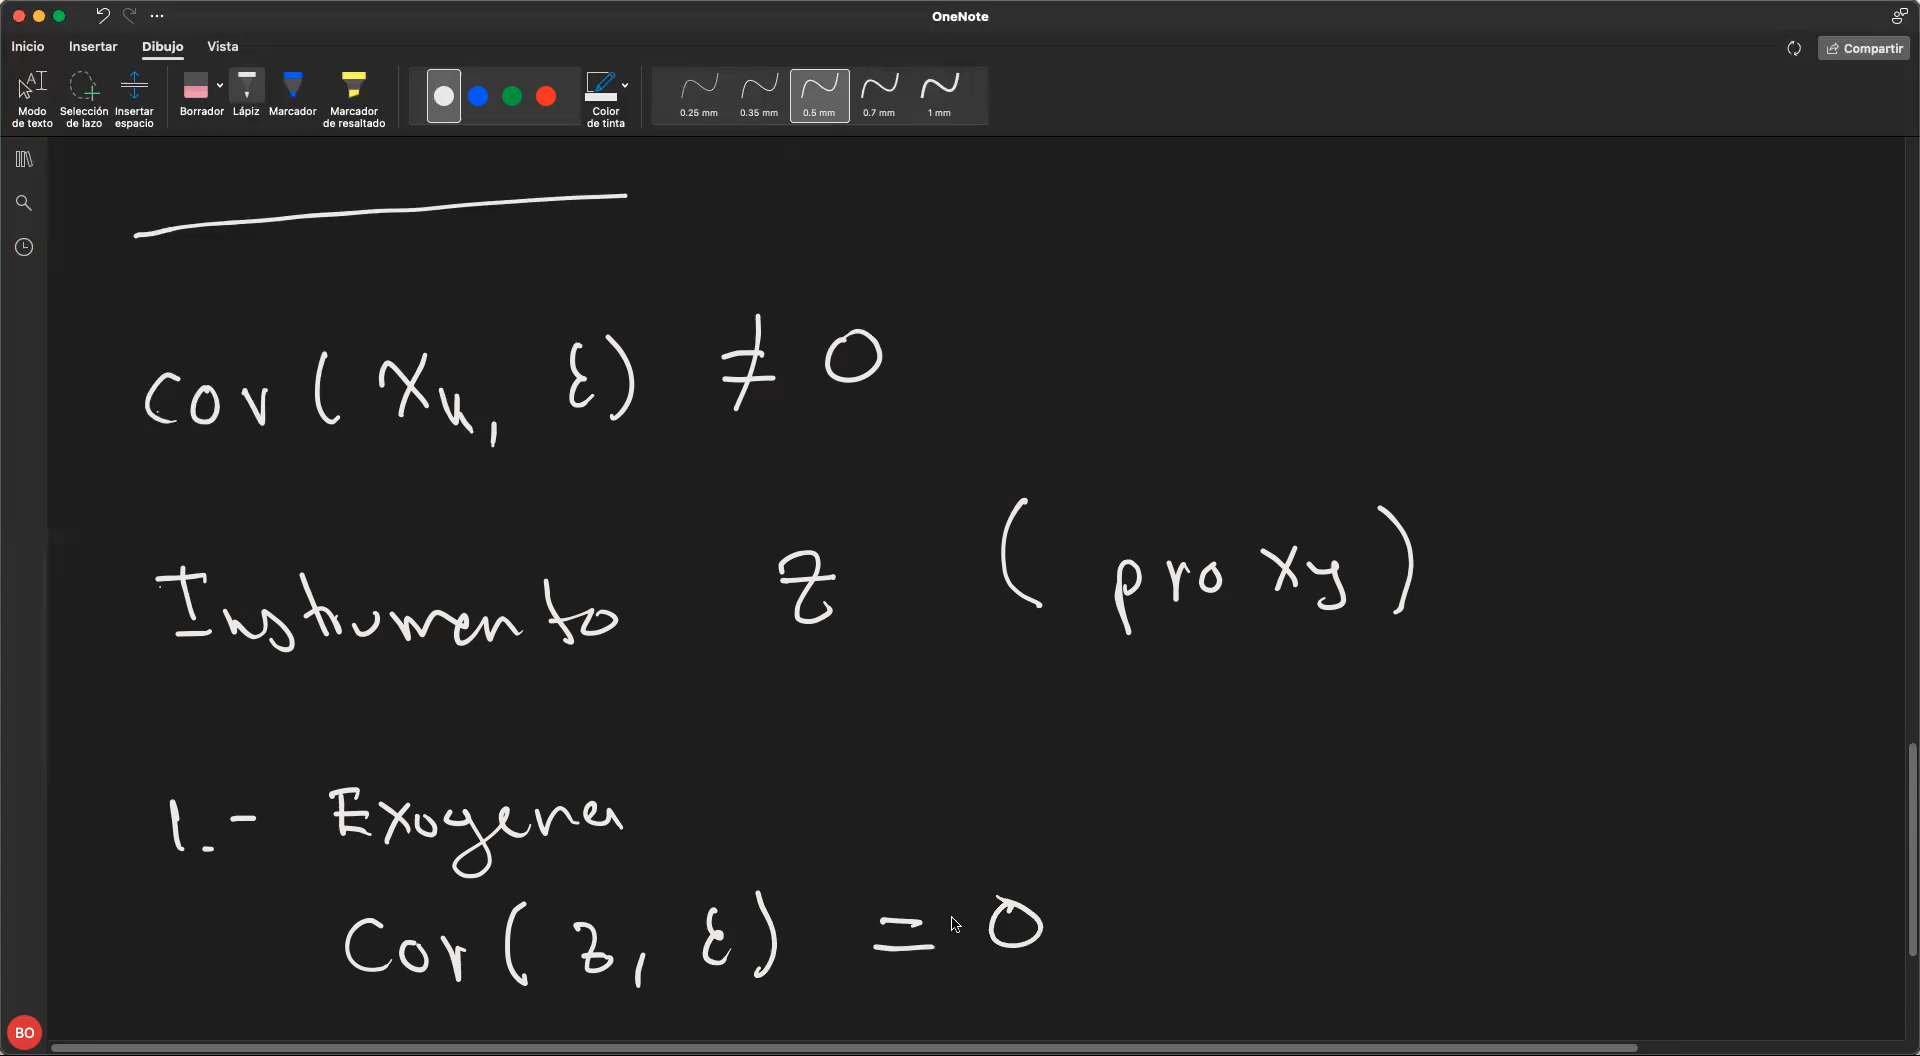 OneNote
Inicio Insertar Dibujo Vista Compartir
Modo de texto
Selección de lazo
Insertar espacio
Borrador
Lápiz
Marcador
Marcador de resaltado
Color de tinta
0.25 mm 0.35 mm 0.5 mm 0.7 mm 1 mm
Cov ( Xk, ε) ≠ 0
Instrumento z (proxy)
1.- Exogena
Cov ( z, ε) = 0
BO